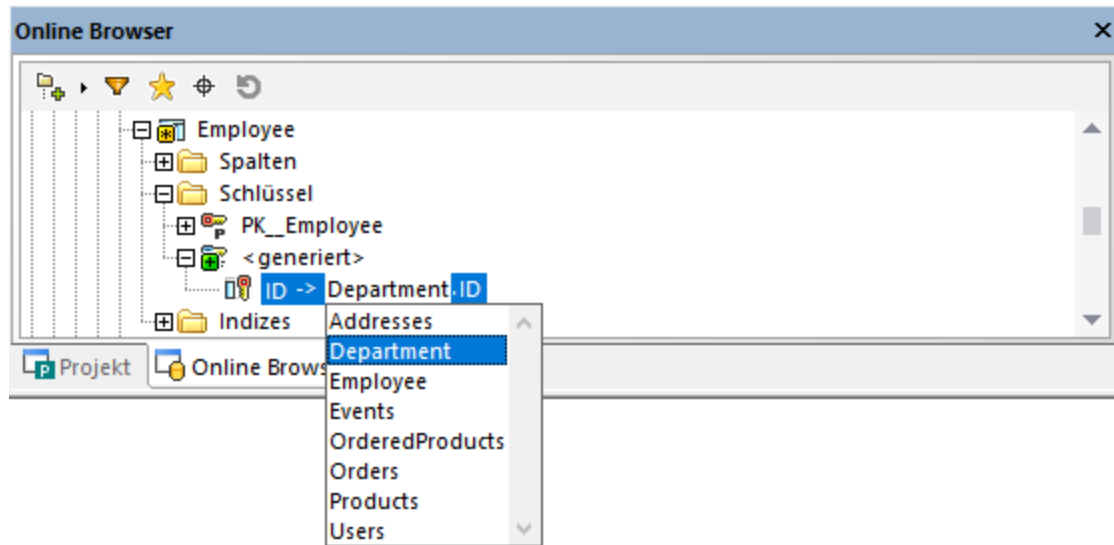 Online Browser
Employee
Spalten
Schlüssel
PK__Employee
<generiert>
ID -> Department.ID
Indizes
Addresses
Department
Employee
Events
OrderedProducts
Orders
Products
Users
Projekt
Online Brows